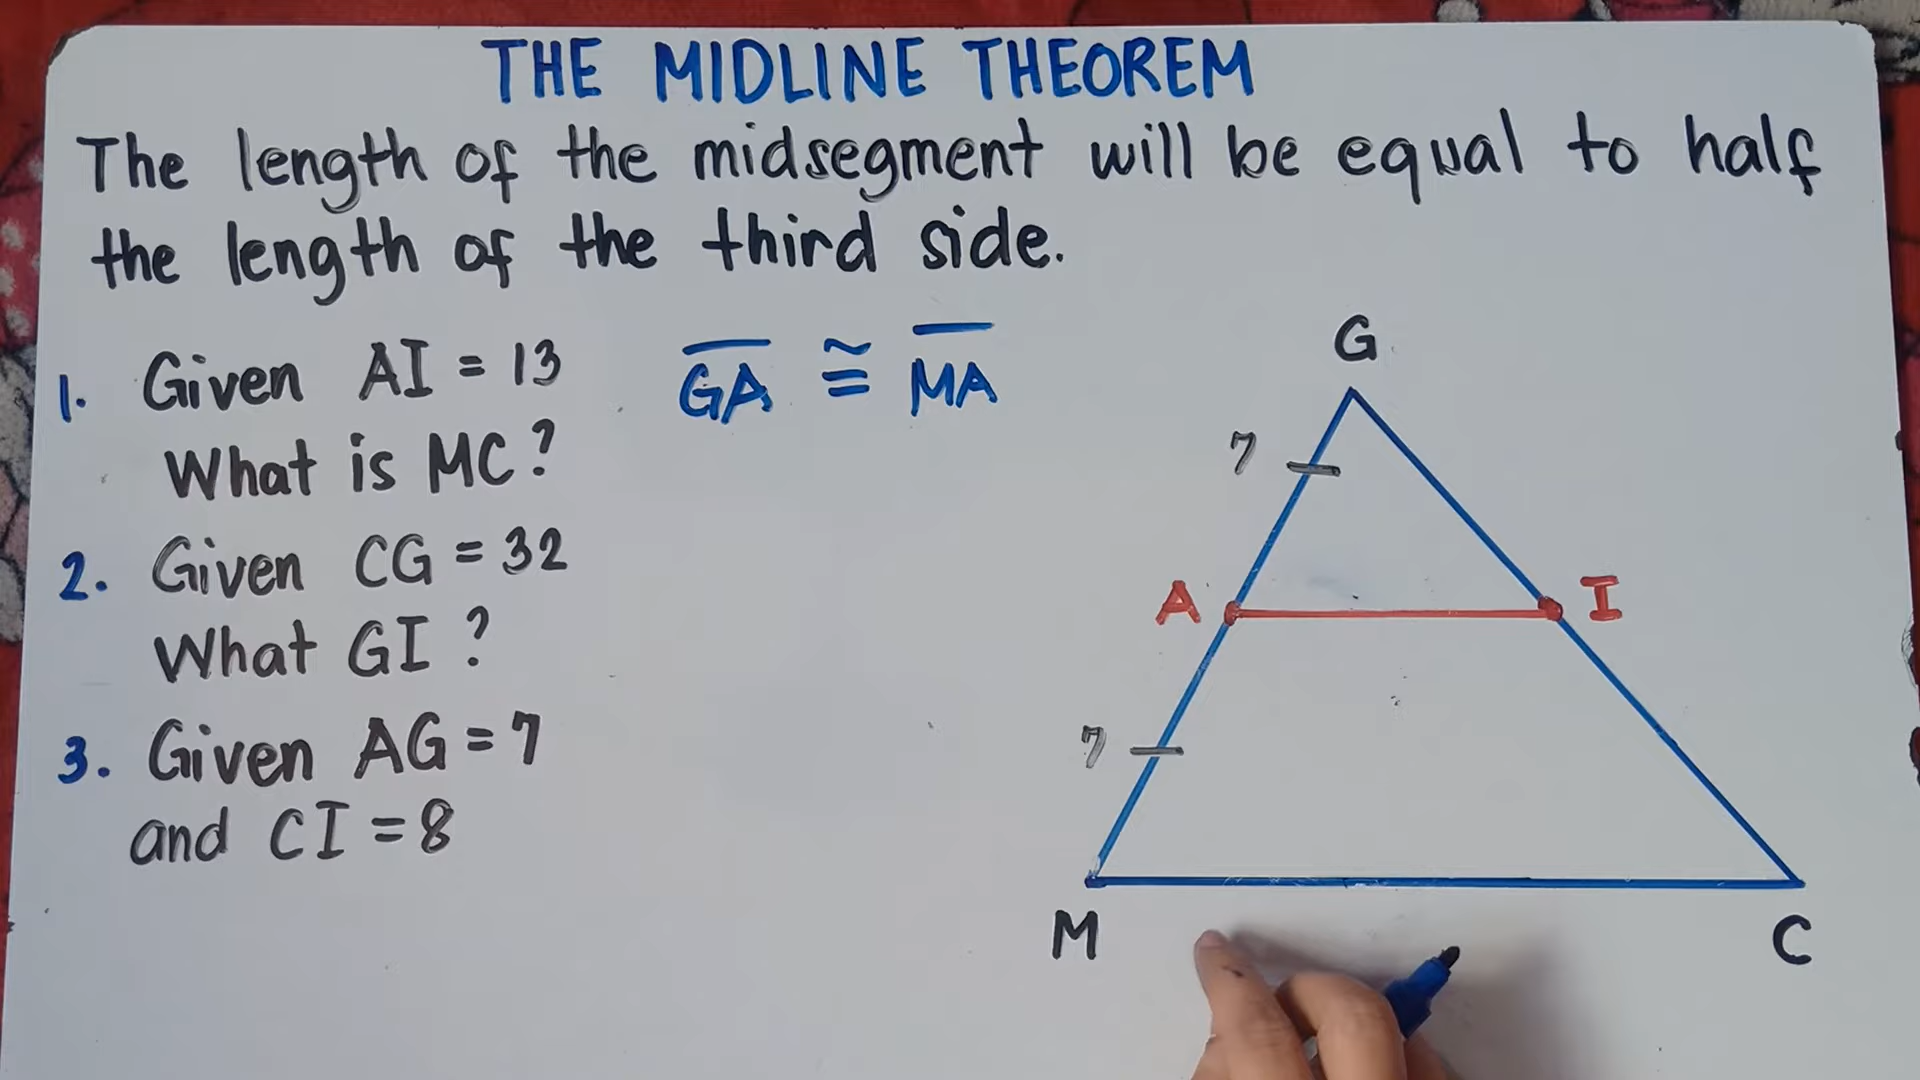 THE MIDLINE THEOREM
The length of the midsegment will be equal to half
the length of the third side.
1. Given AI = 13
What is MC?
2. Given CG = 32
What GI ?
3. Given AG = 7
and CI = 8
GA ≅ MA
G
7
A I
7
M C